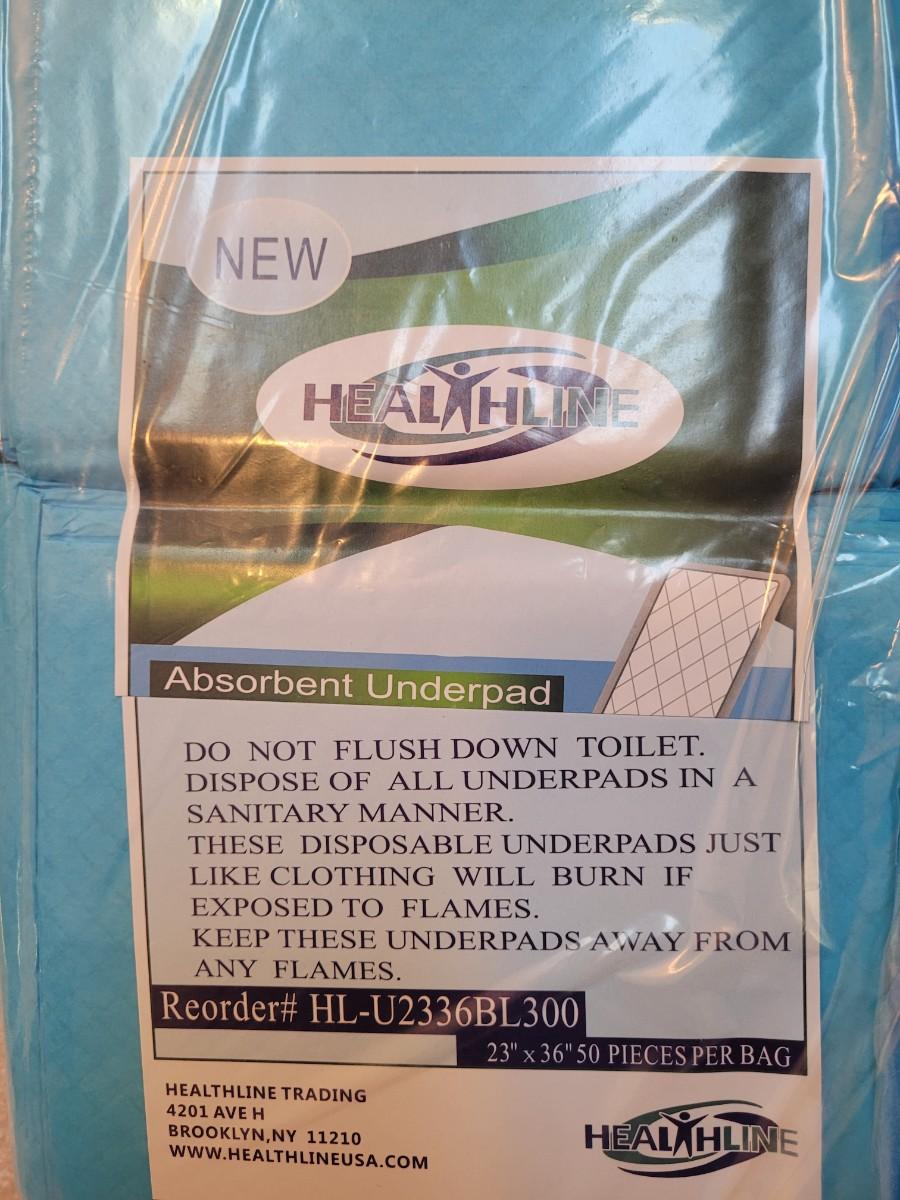 NEW
HEALTHLINE
Absorbent Underpad
DO NOT FLUSH DOWN TOILET.
DISPOSE OF ALL UNDERPADS IN A
SANITARY MANNER.
THESE DISPOSABLE UNDERPADS JUST
LIKE CLOTHING WILL BURN IF
EXPOSED TO FLAMES.
KEEP THESE UNDERPADS AWAY FROM
ANY FLAMES.
Reorder# HL-U2336BL300
23" x 36" 50 PIECES PER BAG
HEALTHLINE TRADING
4201 AVE H
BROOKLYN,NY 11210
WWW.HEALTHLINEUSA.COM
HEALTHLINE